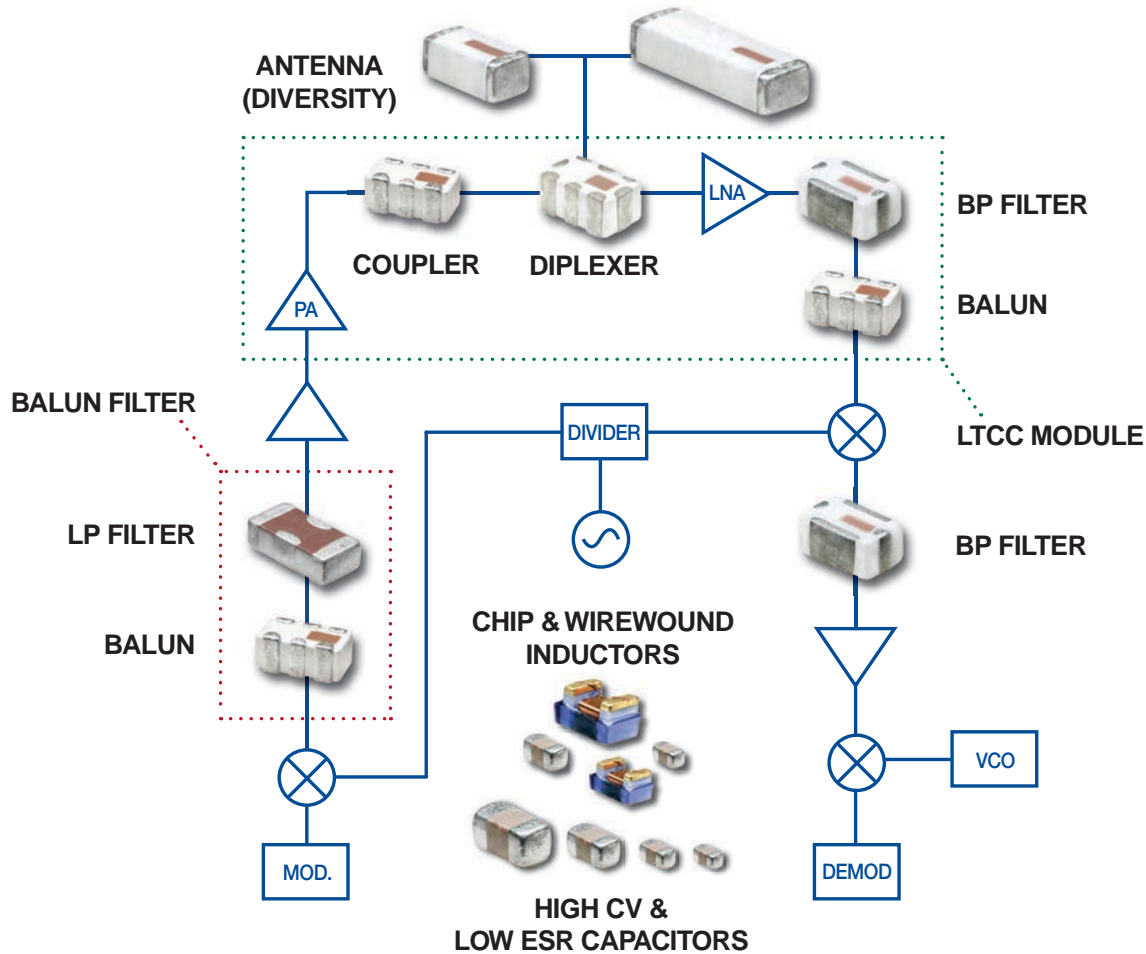 ANTENNA
(DIVERSITY)
LNA
BP FILTER
COUPLER
DIPLEXER
PA
BALUN
BALUN FILTER
DIVIDER
LTCC MODULE
LP FILTER
BP FILTER
CHIP & WIREWOUND
INDUCTORS
BALUN
VCO
MOD.
DEMOD
HIGH CV &
LOW ESR CAPACITORS